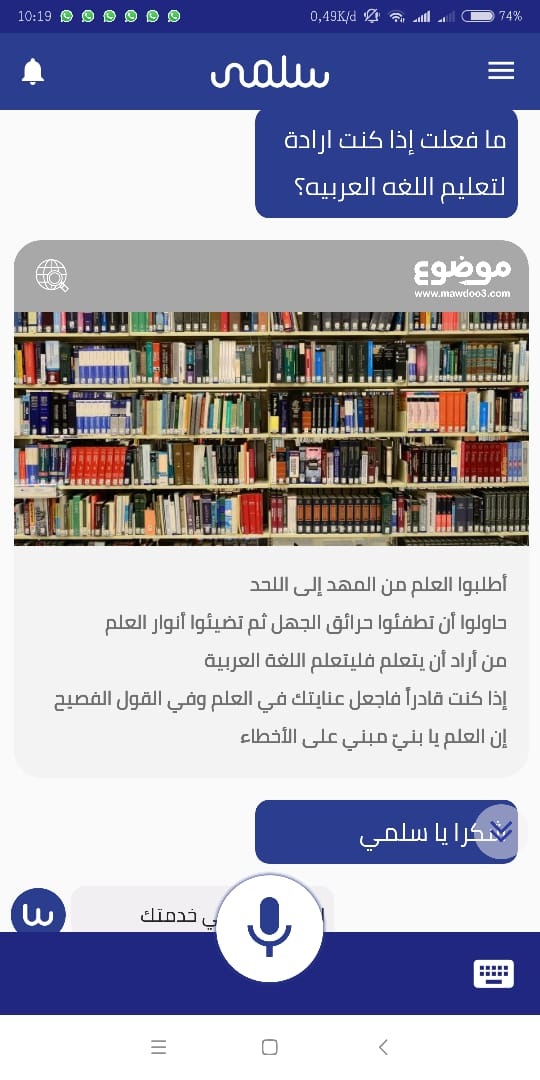 10:19
0,49K/d
74%
سلمى
ما فعلت إذا كنت ارادة
لتعليم اللغه العربيه؟
موضوع
www.mawdoo3.com
أطلبوا العلم من المهد إلى اللحد
حاولوا أن تطفئوا حرائق الجهل ثم تضيئوا أنوار العلم
من أراد أن يتعلم فليتعلم اللغة العربية
إذا كنت قادراً فاجعل عنايتك في العلم وفي القول الفصيح
إن العلم يا بنيّ مبني على الأخطاء
شكرا يا سلمي
خدمتك